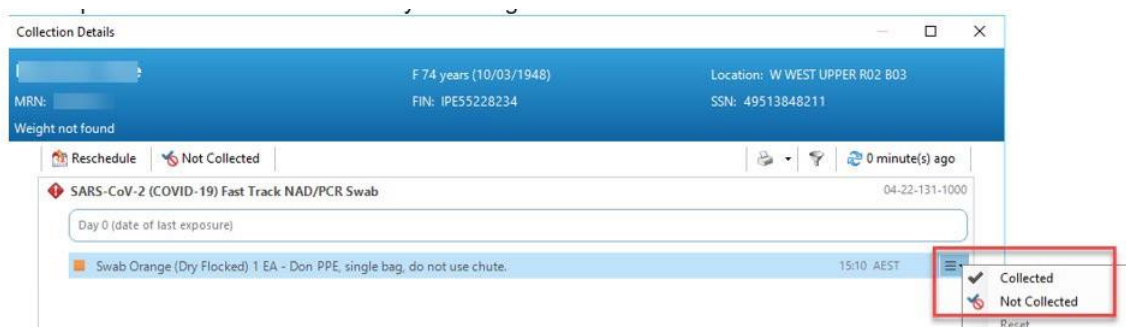 Collection Details
F 74 years (10/03/1948)
Location: W WEST UPPER R02 B03
MRN:
FIN: IPE55228234
SSN: 49513848211
Weight not found
Reschedule
Not Collected
0 minute(s) ago
SARS-CoV-2 (COVID-19) Fast Track NAD/PCR Swab
04-22-131-1000
Day 0 (date of last exposure)
Swab Orange (Dry Flocked) 1 EA - Don PPE, single bag, do not use chute.
15:10 AEST
Collected
Not Collected
Reset